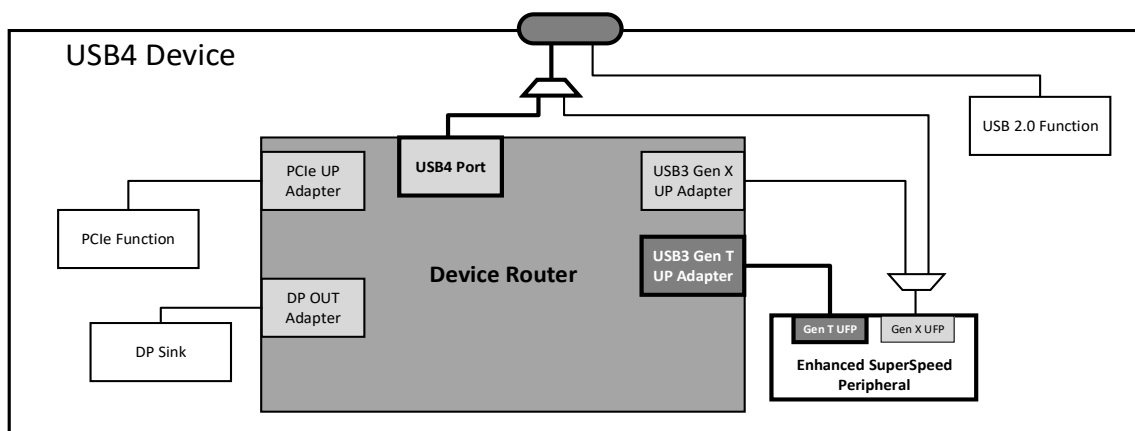 USB4 Device
USB 2.0 Function
USB4 Port
PCIe UP
Adapter
USB3 Gen X
UP Adapter
PCIe Function
USB3 Gen T
UP Adapter
Device Router
DP OUT
Adapter
DP Sink
Gen T UFP
Gen X UFP
Enhanced SuperSpeed
Peripheral